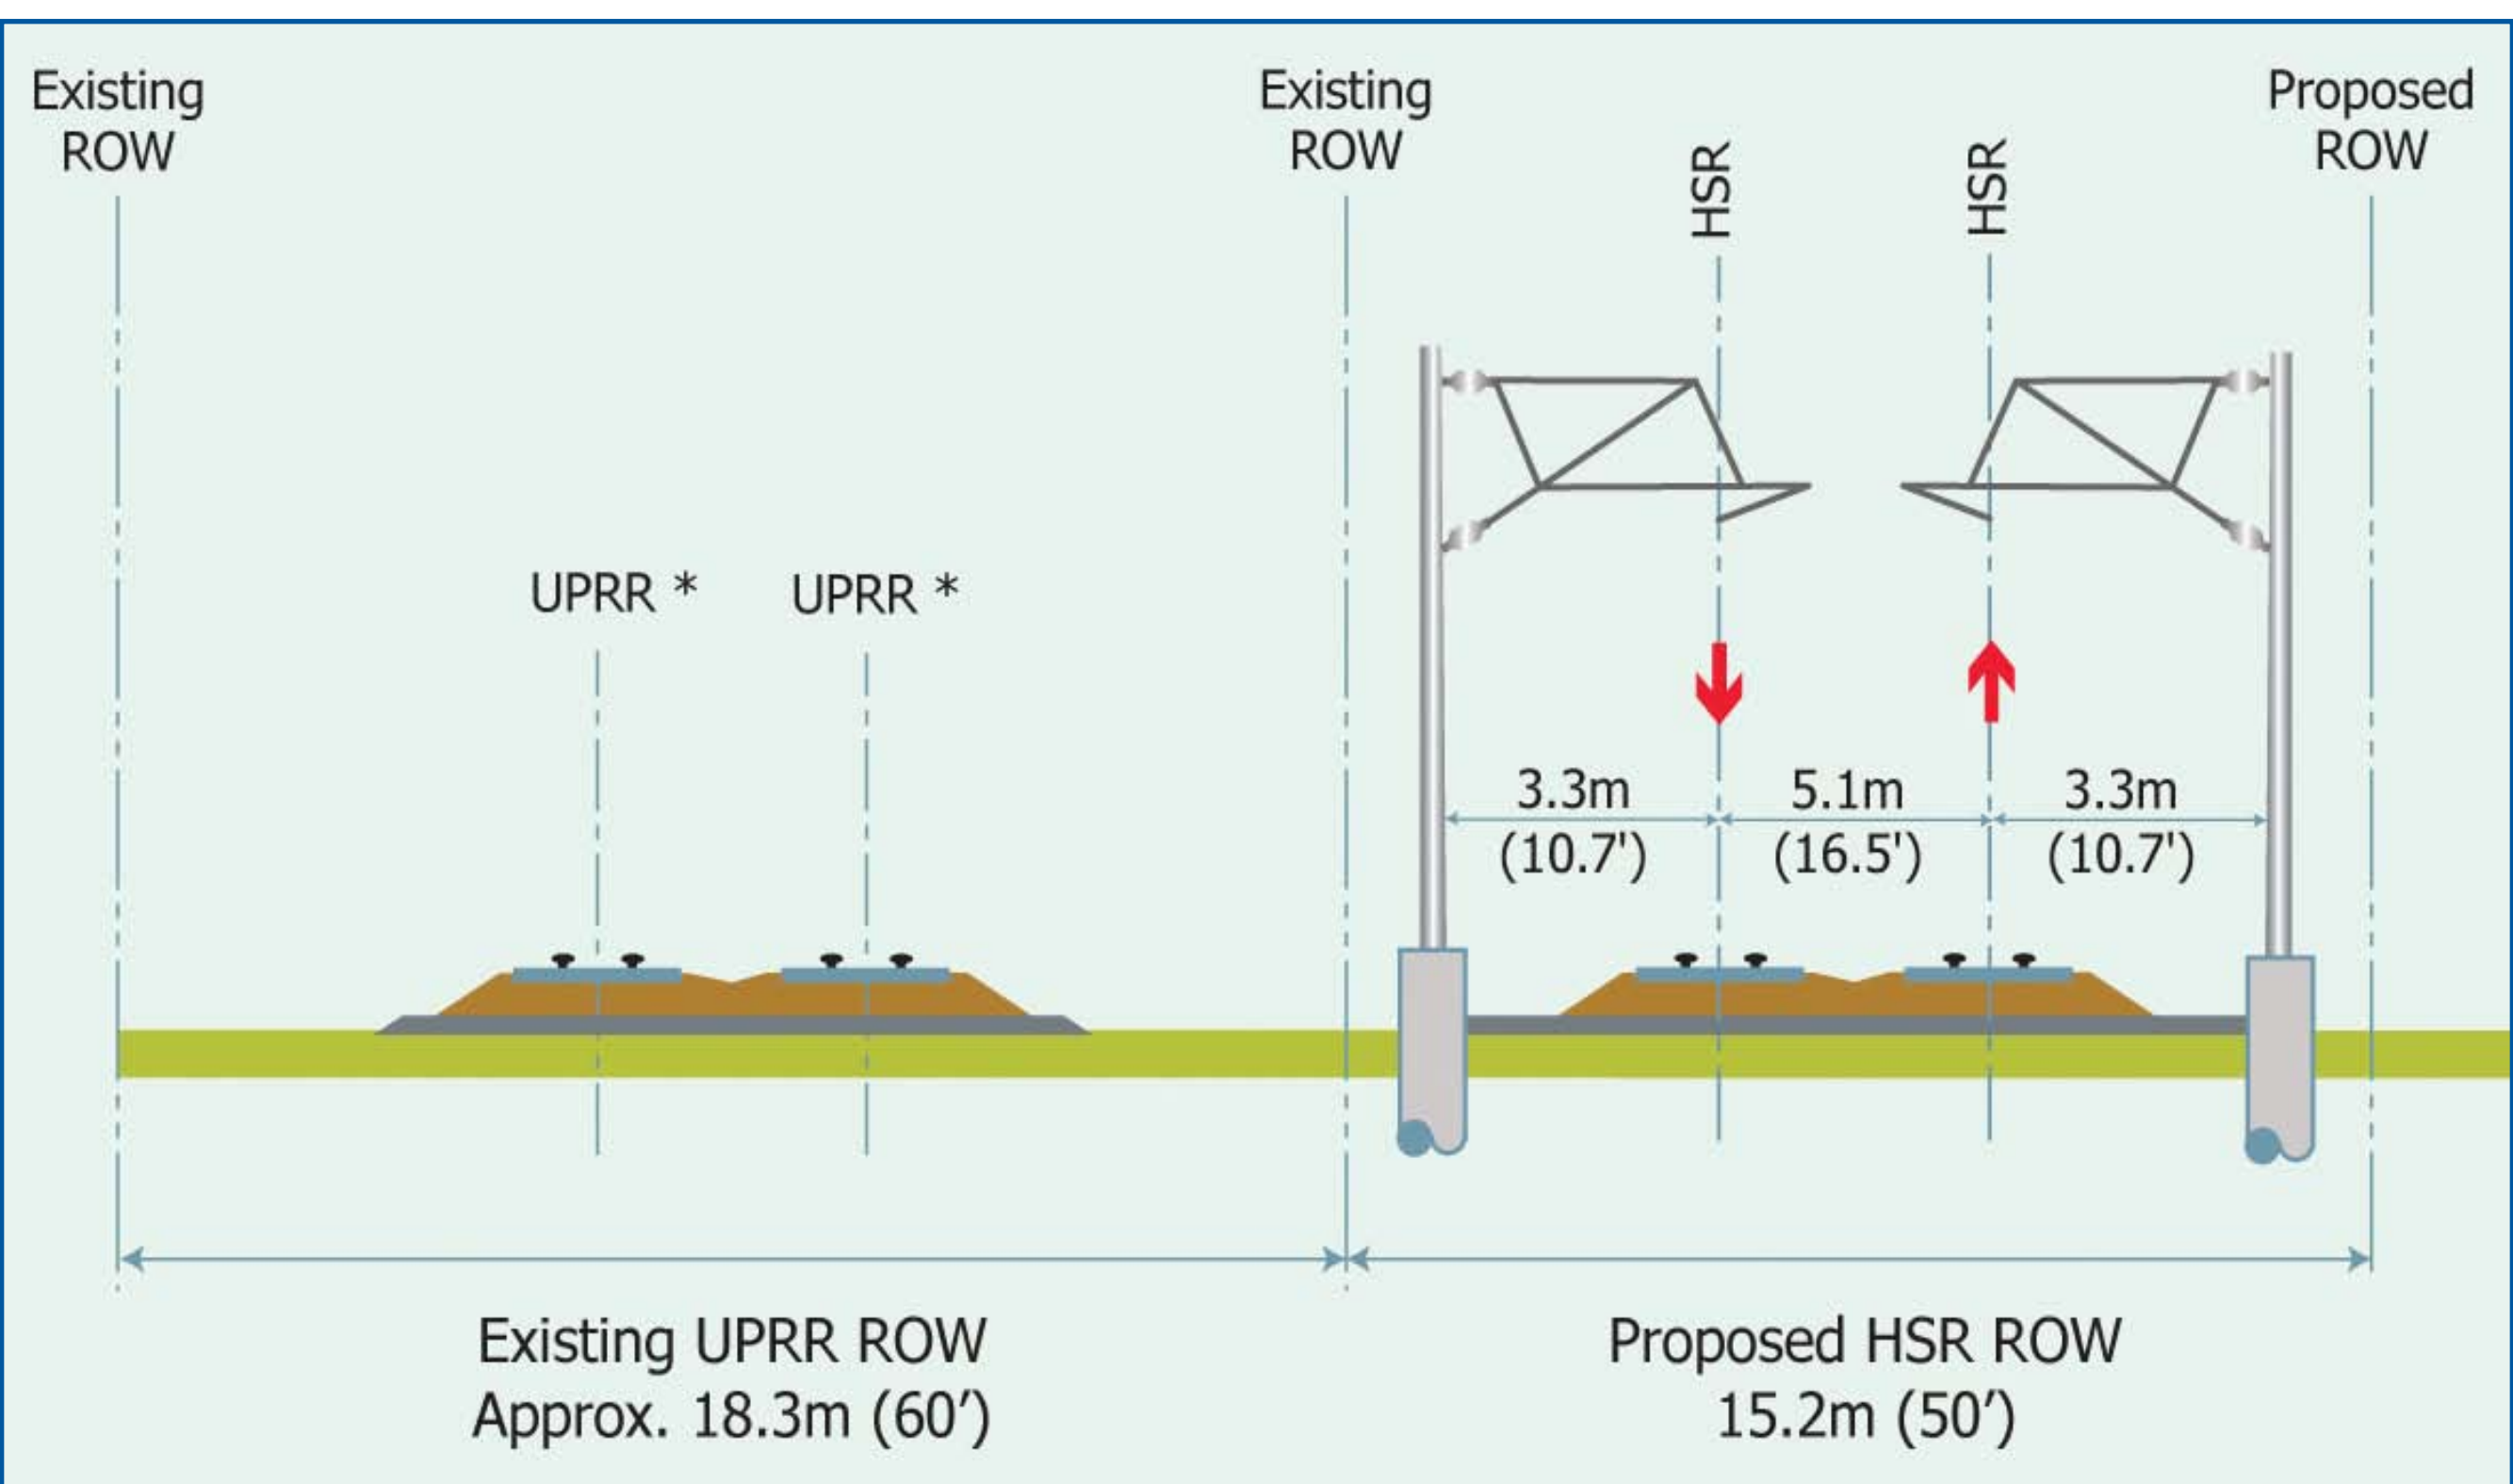 Existing
ROW
Existing
ROW
Proposed
ROW
HSR
HSR
UPRR *
UPRR *
3.3m
(10.7')
5.1m
(16.5')
3.3m
(10.7')
Existing UPRR ROW
Approx. 18.3m (60′)
Proposed HSR ROW
15.2m (50′)